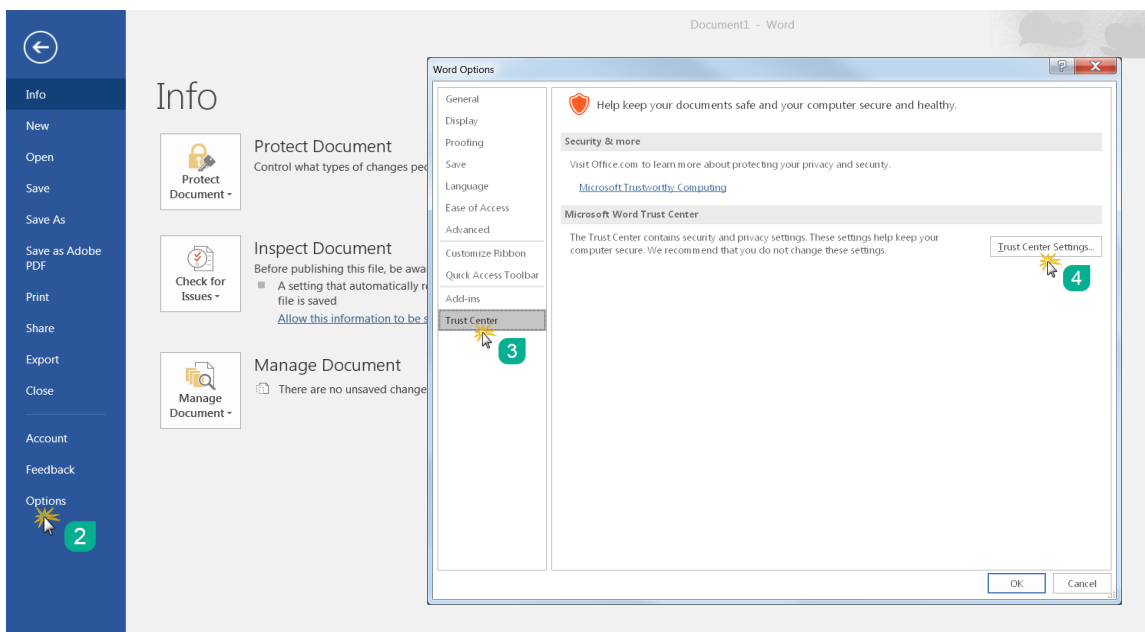 Document1 - Word
Info
New
Open
Save
Save As
Save as Adobe
PDF
Print
Share
Export
Close
Account
Feedback
Options
2
Info
Protect
Document
Protect Document
Control what types of changes peo
Check for
Issues
Inspect Document
Before publishing this file, be awa
A setting that automatically re
file is saved
Allow this information to be s
Manage
Document
Manage Document
There are no unsaved change
Word Options
?
X
General
Display
Proofing
Save
Language
Ease of Access
Advanced
Customize Ribbon
Quick Access Toolbar
Add-ins
Trust Center
3
Help keep your documents safe and your computer secure and healthy.
Security & more
Visit Office.com to learn more about protecting your privacy and security.
Microsoft Trustworthy Computing
Microsoft Word Trust Center
The Trust Center contains security and privacy settings. These settings help keep your
computer secure. We recommend that you do not change these settings.
Trust Center Settings...
4
OK
Cancel